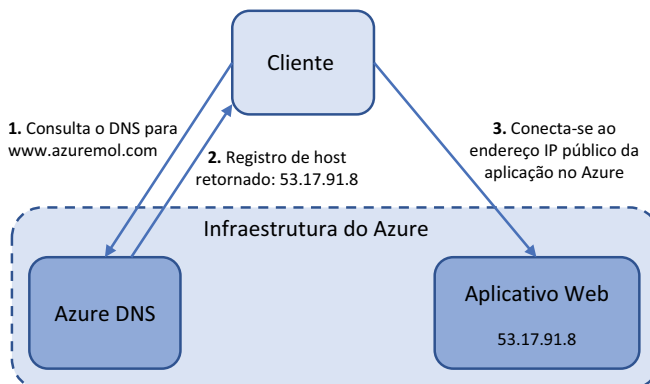 Cliente
1. Consulta o DNS para
www.azuremol.com
2. Registro de host
retornado: 53.17.91.8
3. Conecta-se ao
endereço IP público da
aplicação no Azure
Infraestrutura do Azure
Azure DNS
Aplicativo Web
53.17.91.8